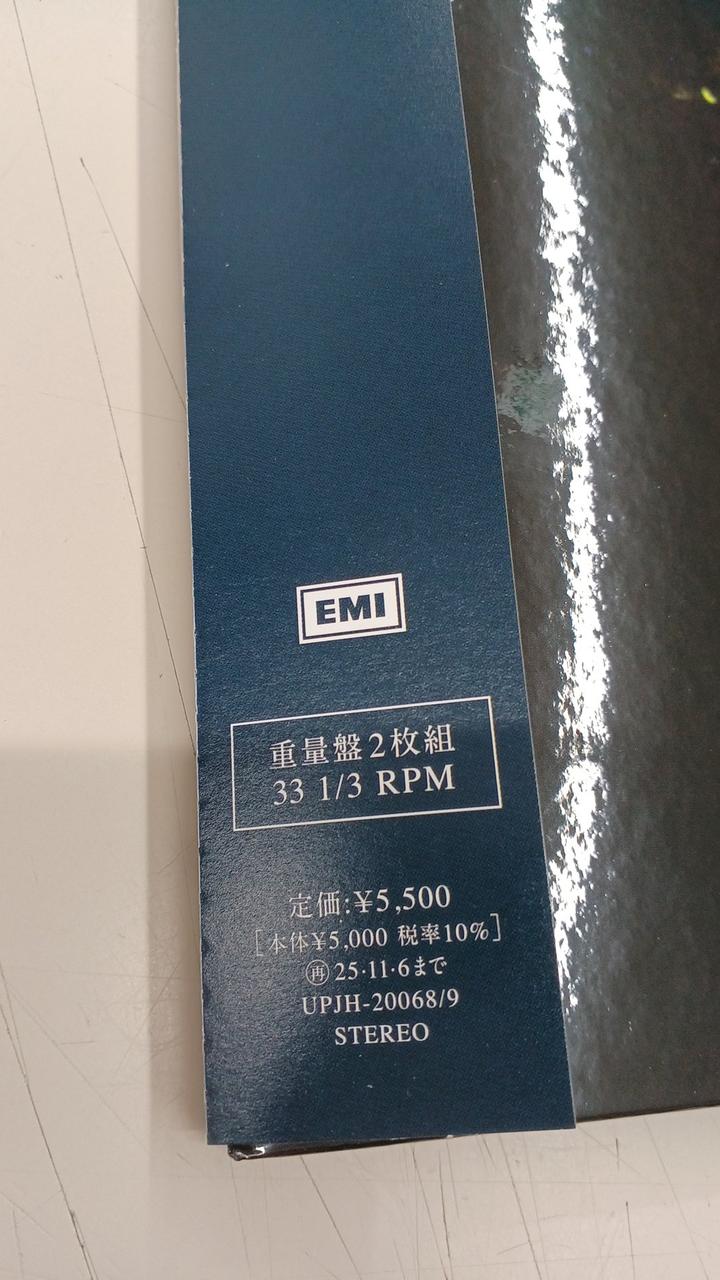 EMI
重量盤2枚組
33 1/3 RPM
定価:¥5,500
[本体¥5,000 税率10%]
再 25·11·6まで
UPJH-20068/9
STEREO